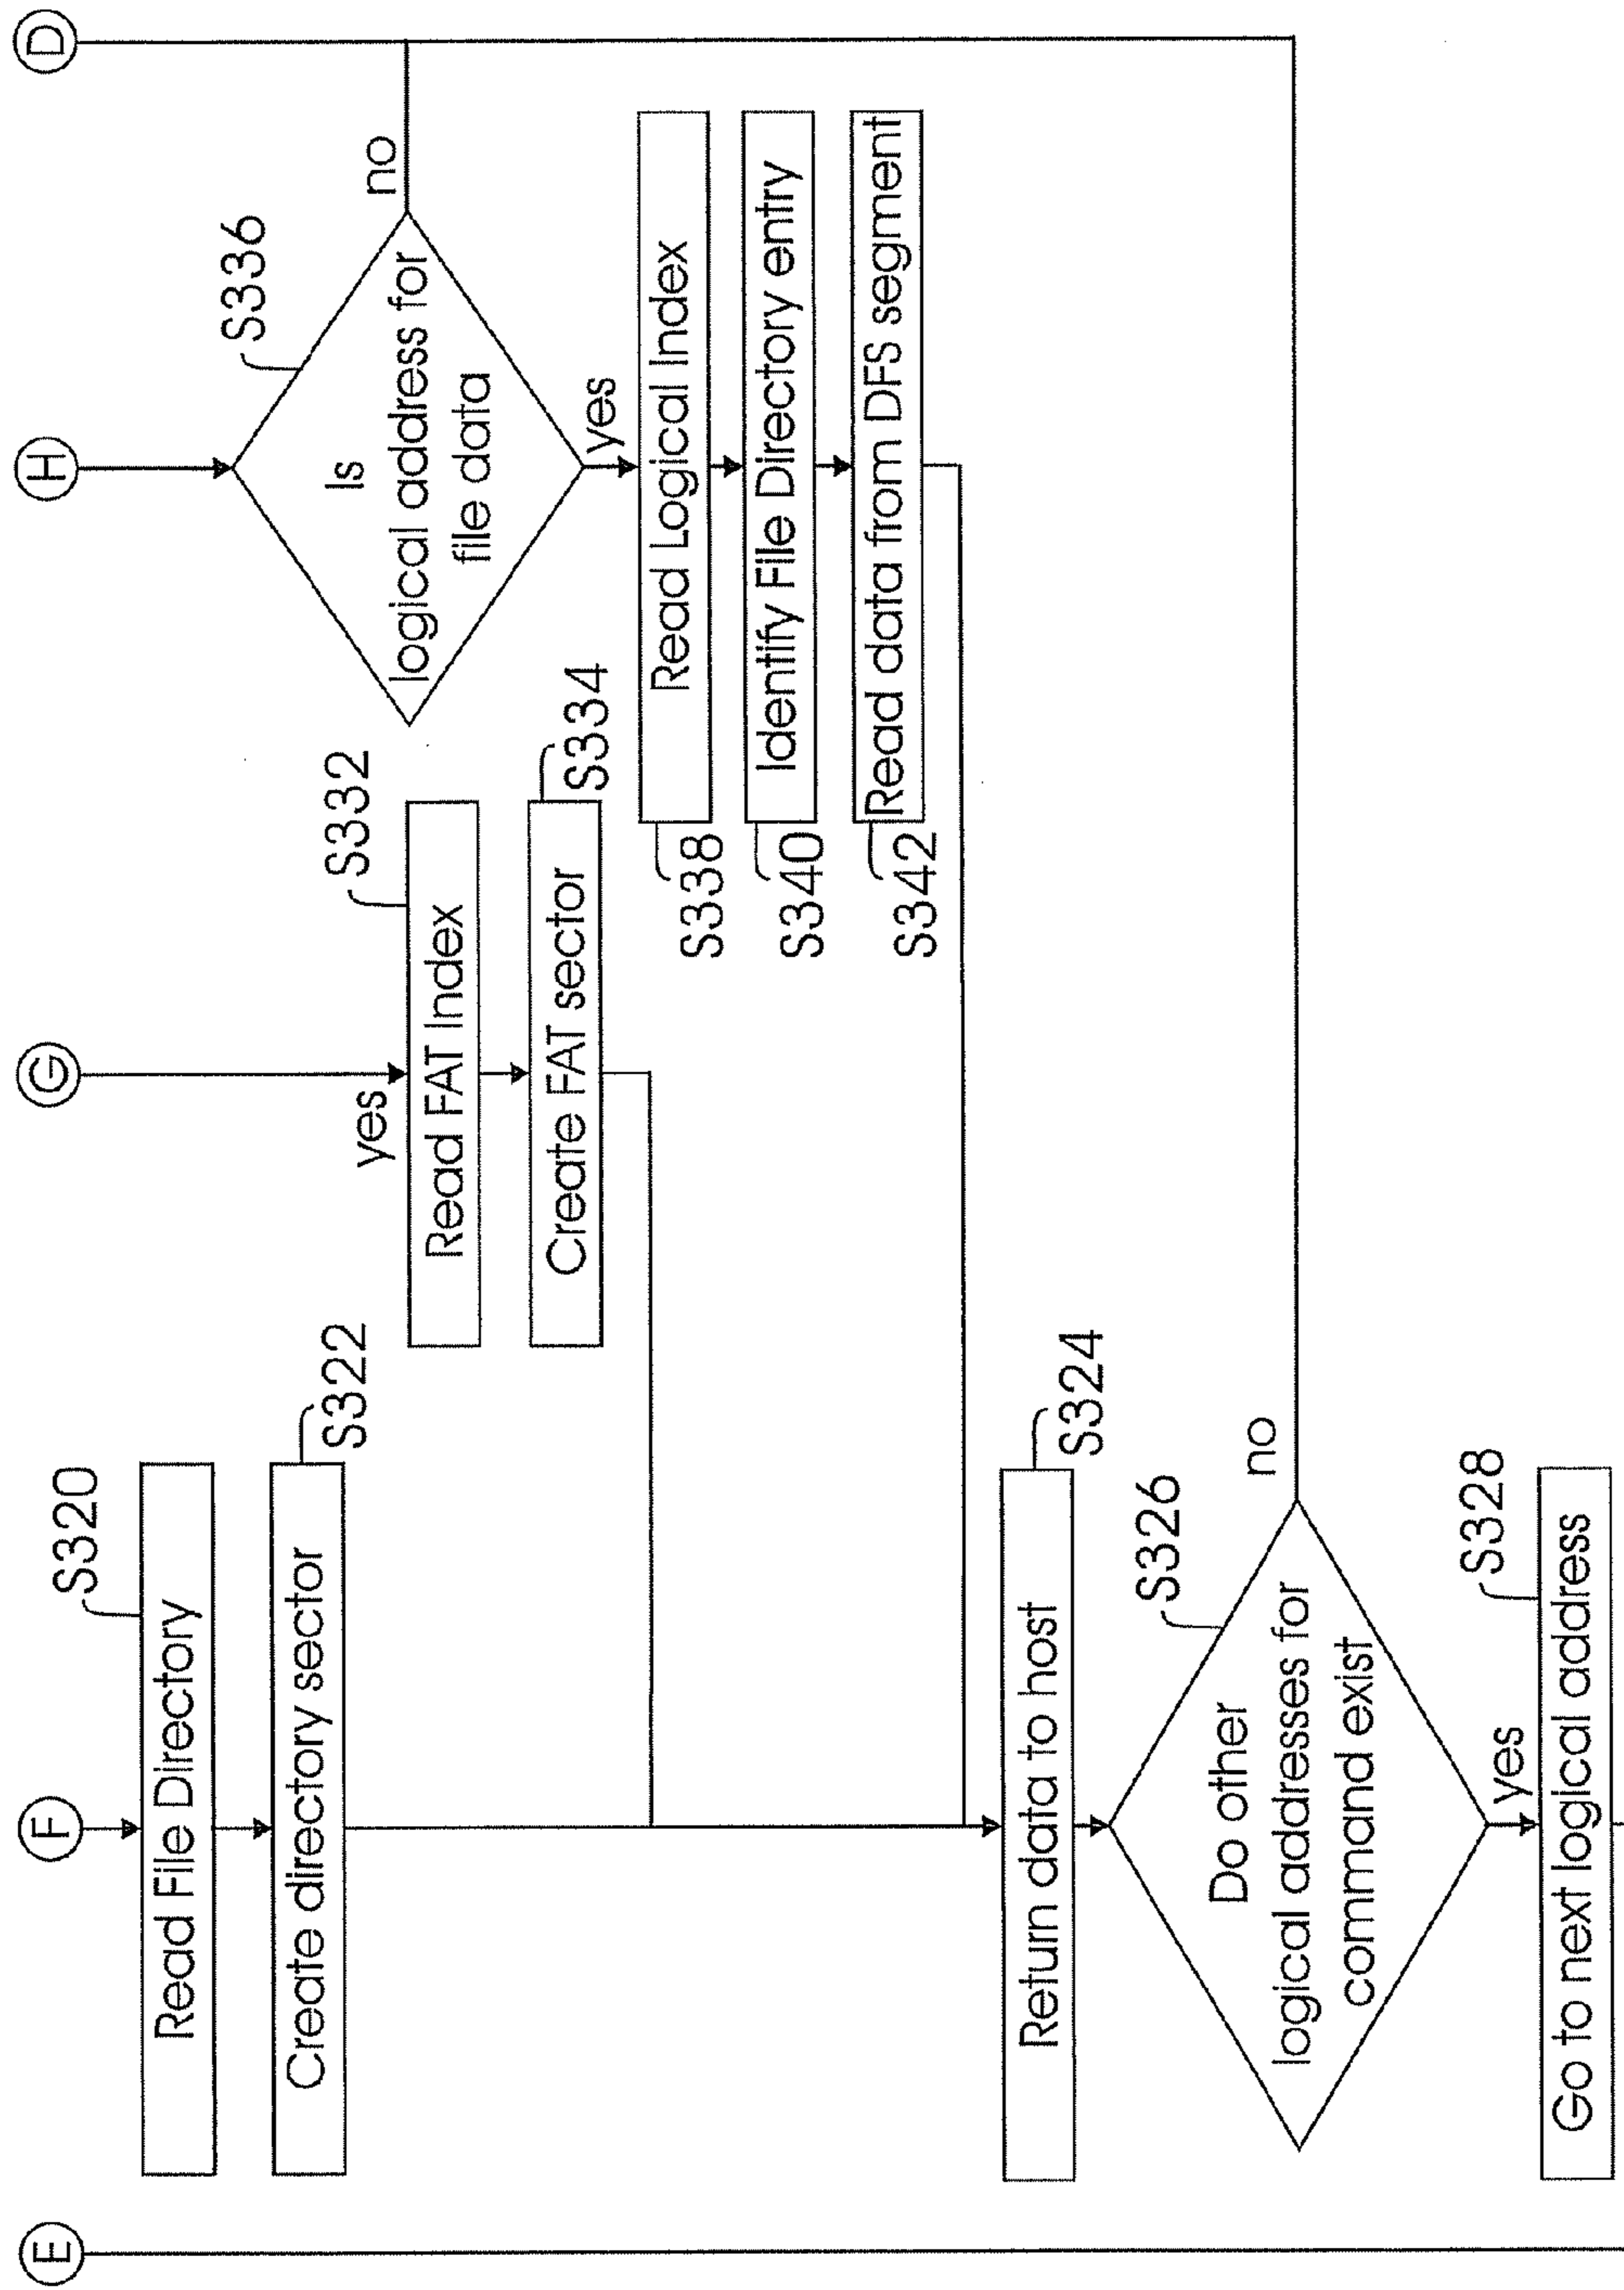 E
F
G
H
D
S320
Read File Directory
S322
Create directory sector
yes
S332
Read FAT Index
S334
Create FAT sector
S336
Is
logical address for
file data
no
yes
Read Logical Index
S338
Identify File Directory entry
S340
Read data from DFS segment
S342
S324
Return data to host
S326
Do other
logical addresses for
command exist
no
yes
S328
Go to next logical address